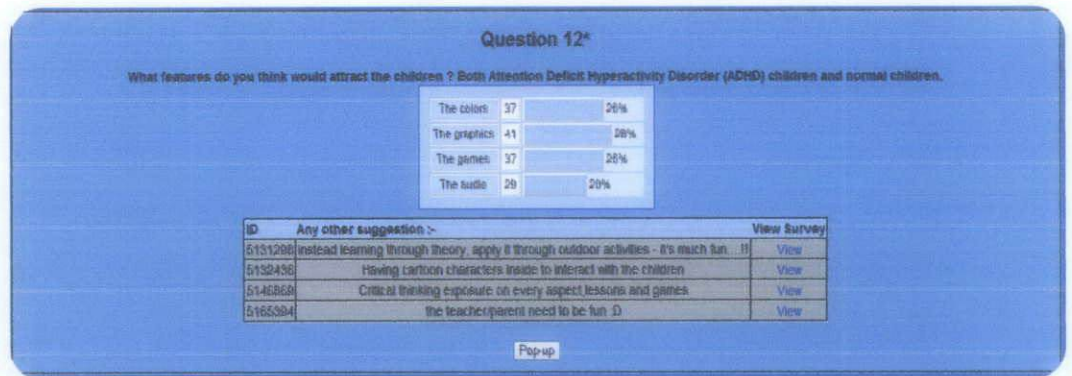 Question 12*
What features do you think would attract the children ? Both Attention Deficit Hyperactivity Disorder (ADHD) children and normal children.
The colors 37 26%
The graphics 41 28%
The games 37 26%
The audio 29 20%
ID Any other suggestion :- View Survey
instead learning through theory, apply it through outdoor activities - it's much fun...!! View
5132436 Having cartoon characters inside to interact with the children View
Critical thinking exposure on every aspect,lessons and games View
5165394 the teacher/parent need to be fun :D View
Pop-up